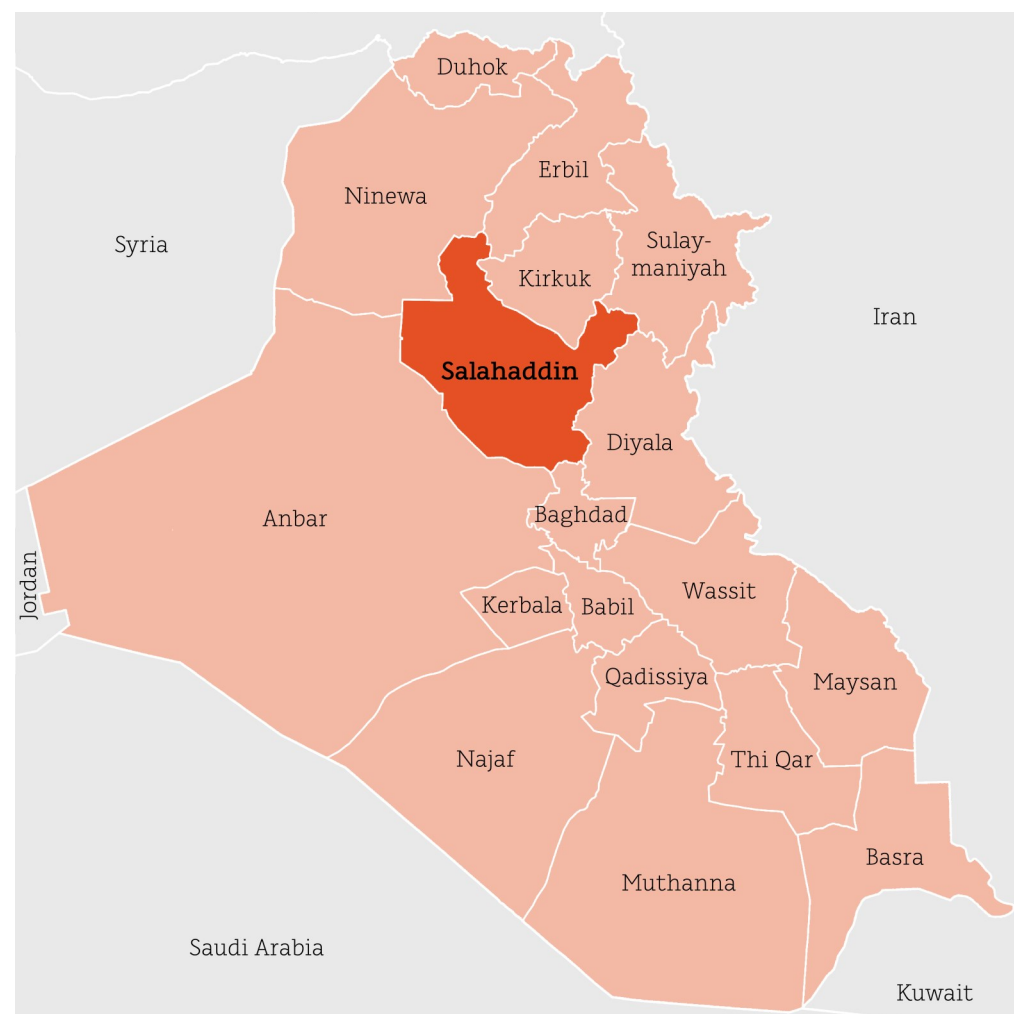 Duhok
Erbil
Ninewa
Syria
Sulay-
maniyah
Kirkuk
Iran
Salahaddin
Diyala
Anbar
Baghdad
Jordan
Wassit
Kerbala
Babil
Qadissiya
Maysan
Najaf
Thi Qar
Basra
Muthanna
Saudi Arabia
Kuwait